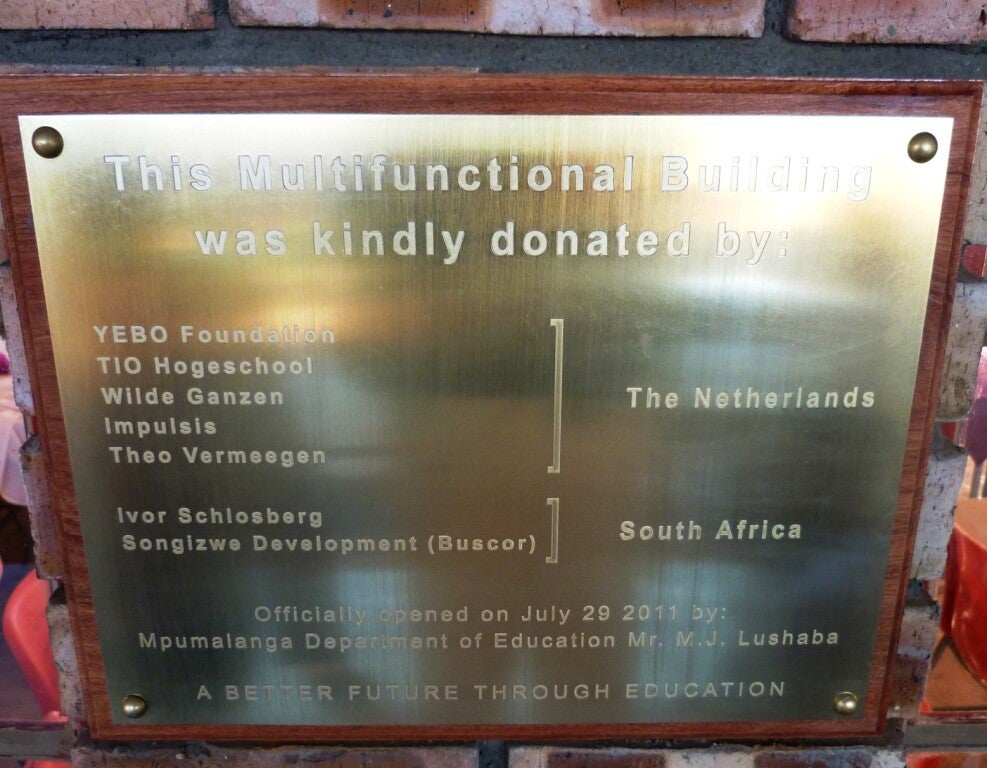 This Multifunctional Building
was kindly donated by:
YEBO Foundation
TIO Hogeschool
Wilde Ganzen
Impulsis
Theo Vermeegen
The Netherlands
Ivor Schlosberg
Songizwe Development (Buscor)
South Africa
Officially opened on July 29 2011 by:
Mpumalanga Department of Education Mr. M.J. Lushaba
A BETTER FUTURE THROUGH EDUCATION